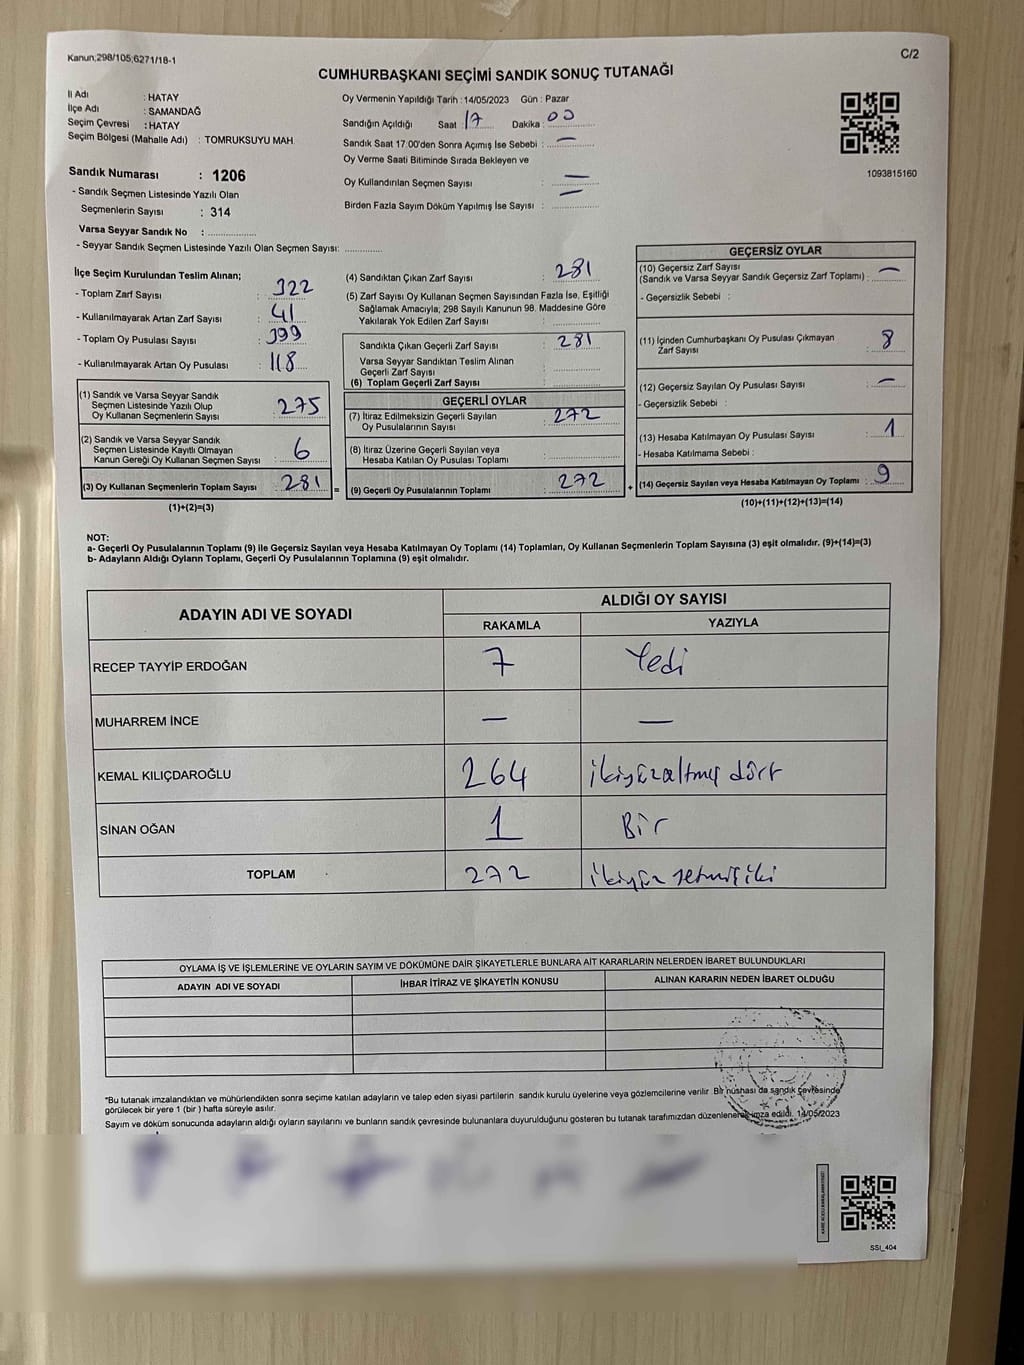 Kanun;298/105;6271/18-1
C/2
CUMHURBAŞKANI SEÇİMİ SANDIK SONUÇ TUTANAĞI
İl Adı : HATAY
İlçe Adı : SAMANDAĞ
Seçim Çevresi : HATAY
Seçim Bölgesi (Mahalle Adı) : TOMRUKSUYU MAH.
Sandık Numarası : 1206
- Sandık Seçmen Listesinde Yazılı Olan
Seçmenlerin Sayısı : 314
Varsa Seyyar Sandık No : ..............
- Seyyar Sandık Seçmen Listesinde Yazılı Olan Seçmen Sayısı: ............
Oy Vermenin Yapıldığı Tarih : 14/05/2023 Gün : Pazar
Sandığın Açıldığı Saat 17 Dakika : 00
Sandık Saat 17:00'den Sonra Açımış İse Sebebi : —
Oy Verme Saati Bitiminde Sırada Bekleyen ve
Oy Kullandırılan Seçmen Sayısı : —
Birden Fazla Sayım Döküm Yapılmış İse Sayısı : —
1093815160
İlçe Seçim Kurulundan Teslim Alınan;
- Toplam Zarf Sayısı : 322
- Kullanılmayarak Artan Zarf Sayısı : 41
- Toplam Oy Pusulası Sayısı : 399
- Kullanılmayarak Artan Oy Pusulası : 118
(1) Sandık ve Varsa Seyyar Sandık
Seçmen Listesinde Yazılı Olup
Oy Kullanan Seçmenlerin Sayısı : 275
(2) Sandık ve Varsa Seyyar Sandık
Seçmen Listesinde Kayıtlı Olmayan
Kanun Gereği Oy Kullanan Seçmen Sayısı : 6
(3) Oy Kullanan Seçmenlerin Toplam Sayısı : 281
(1)+(2)=(3)
(4) Sandıktan Çıkan Zarf Sayısı : 281
(5) Zarf Sayısı Oy Kullanan Seçmen Sayısından Fazla İse, Eşitliği
Sağlamak Amacıyla; 298 Sayılı Kanunun 98. Maddesine Göre
Yakılarak Yok Edilen Zarf Sayısı : ..............
Sandıkta Çıkan Geçerli Zarf Sayısı : 281
Varsa Seyyar Sandıktan Teslim Alınan
Geçerli Zarf Sayısı : ..............
(6) Toplam Geçerli Zarf Sayısı : ..............
GEÇERLİ OYLAR
(7) İtiraz Edilmeksizin Geçerli Sayılan
Oy Pusulalarının Sayısı : 272
(8) İtiraz Üzerine Geçerli Sayılan veya
Hesaba Katılan Oy Pusulası Toplamı : ..............
= (9) Geçerli Oy Pusulalarının Toplamı : 272
GEÇERSİZ OYLAR
(10) Geçersiz Zarf Sayısı
(Sandık ve Varsa Seyyar Sandık Geçersiz Zarf Toplamı) : —
- Geçersizlik Sebebi :
(11) İçinden Cumhurbaşkanı Oy Pusulası Çıkmayan
Zarf Sayısı : 8
(12) Geçersiz Sayılan Oy Pusulası Sayısı : —
- Geçersizlik Sebebi :
(13) Hesaba Katılmayan Oy Pusulası Sayısı : 1
- Hesaba Katılmama Sebebi :
+ (14) Geçersiz Sayılan veya Hesaba Katılmayan Oy Toplamı : 9
(10)+(11)+(12)+(13)=(14)
NOT:
a- Geçerli Oy Pusulalarının Toplamı (9) ile Geçersiz Sayılan veya Hesaba Katılmayan Oy Toplamı (14) Toplamları, Oy Kullanan Seçmenlerin Toplam Sayısına (3) eşit olmalıdır. (9)+(14)=(3)
b- Adayların Aldığı Oyların Toplamı, Geçerli Oy Pusulalarının Toplamına (9) eşit olmalıdır.
ADAYIN ADI VE SOYADI
ALDIĞI OY SAYISI
RAKAMLA YAZIYLA
RECEP TAYYİP ERDOĞAN 7 Yedi
MUHARREM İNCE — —
KEMAL KILIÇDAROĞLU 264 ikiyüzaltmış dört
SİNAN OĞAN 1 Bir
TOPLAM 272 ikiyüz yetmişiki
OYLAMA İŞ VE İŞLEMLERİNE VE OYLARIN SAYIM VE DÖKÜMÜNE DAİR ŞİKAYETLERLE BUNLARA AİT KARARLARIN NELERDEN İBARET BULUNDUKLARI
ADAYIN ADI VE SOYADI İHBAR İTİRAZ VE ŞİKAYETİN KONUSU ALINAN KARARIN NEDEN İBARET OLDUĞU
*Bu tutanak imzalandıktan ve mühürlendikten sonra seçime katılan adayların ve talep eden siyasi partilerin sandık kurulu üyelerine veya gözlemcilerine verilir. Bir nüshası da sandık çevresinde
görülecek bir yere 1 (bir ) hafta süreyle asılır.
Sayım ve döküm sonucunda adayların aldığı oyların sayılarını ve bunların sandık çevresinde bulunanlara duyurulduğunu gösteren bu tutanak tarafımızdan düzenlenerek imza edildi. 14/05/2023
SSI_404